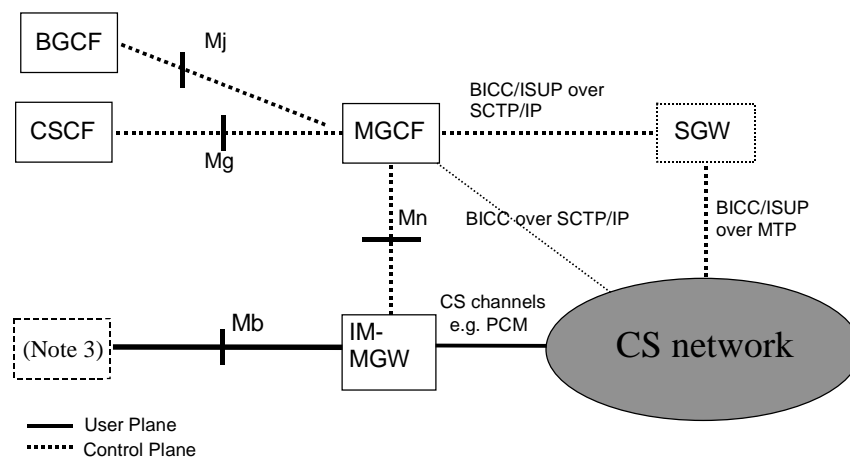 BGCF
Mj
BICC/ISUP over
SCTP/IP
CSCF
Mg
MGCF
SGW
Mn
BICC over SCTP/IP
BICC/ISUP
over MTP
CS channels
e.g. PCM
(Note 3)
Mb
IM-
MGW
CS network
User Plane
Control Plane